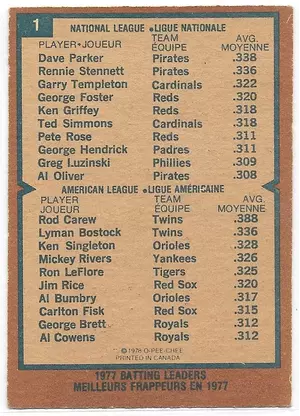 1
NATIONAL LEAGUE • LIGUE NATIONALE
PLAYER • JOUEUR TEAM ÉQUIPE AVG. MOYENNE
Dave Parker Pirates .338
Rennie Stennett Pirates .336
Garry Templeton Cardinals .322
George Foster Reds .320
Ken Griffey Reds .318
Ted Simmons Cardinals .318
Pete Rose Reds .311
George Hendrick Padres .311
Greg Luzinski Phillies .309
Al Oliver Pirates .308
AMERICAN LEAGUE • LIGUE AMÉRICAINE
PLAYER JOUEUR TEAM ÉQUIPE AVG. MOYENNE
Rod Carew Twins .388
Lyman Bostock Twins .336
Ken Singleton Orioles .328
Mickey Rivers Yankees .326
Ron LeFlore Tigers .325
Jim Rice Red Sox .320
Al Bumbry Orioles .317
Carlton Fisk Red Sox .315
George Brett Royals .312
Al Cowens Royals .312
© 1978 O-PEE-CHEE
PRINTED IN CANADA
1977 BATTING LEADERS
MEILLEURS FRAPPEURS EN 1977